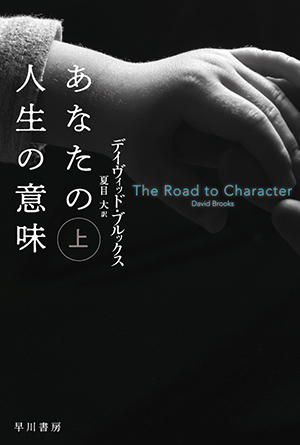 あなたの
人生の意味
上
デイヴィッド・ブルックス
夏目 大 訳
The Road to Character
David Brooks
早川書房